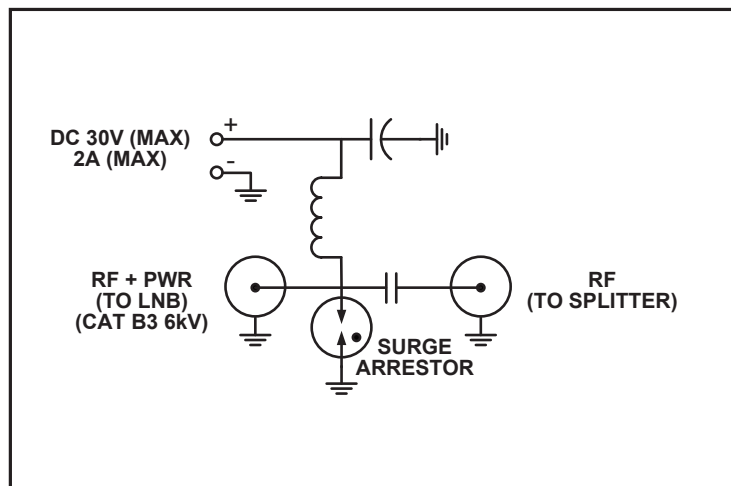 DC 30V (MAX)
2A (MAX)
+
-
RF + PWR
(TO LNB)
(CAT B3 6kV)
RF
(TO SPLITTER)
SURGE
ARRESTOR